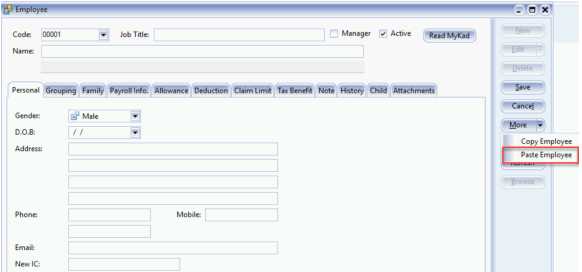 Employee
Code: 00001 Job Title: Manager Active Read MyKad
Name:
Personal Grouping Family Payroll Info. Allowance Deduction Claim Limit Tax Benefit Note History Child Attachments
Gender: Male
D.O.B: / /
Address:
Phone: Mobile:
Email:
New IC:
New
Edit
Delete
Save
Cancel
More
Copy Employee
Paste Employee
Refresh
Browse